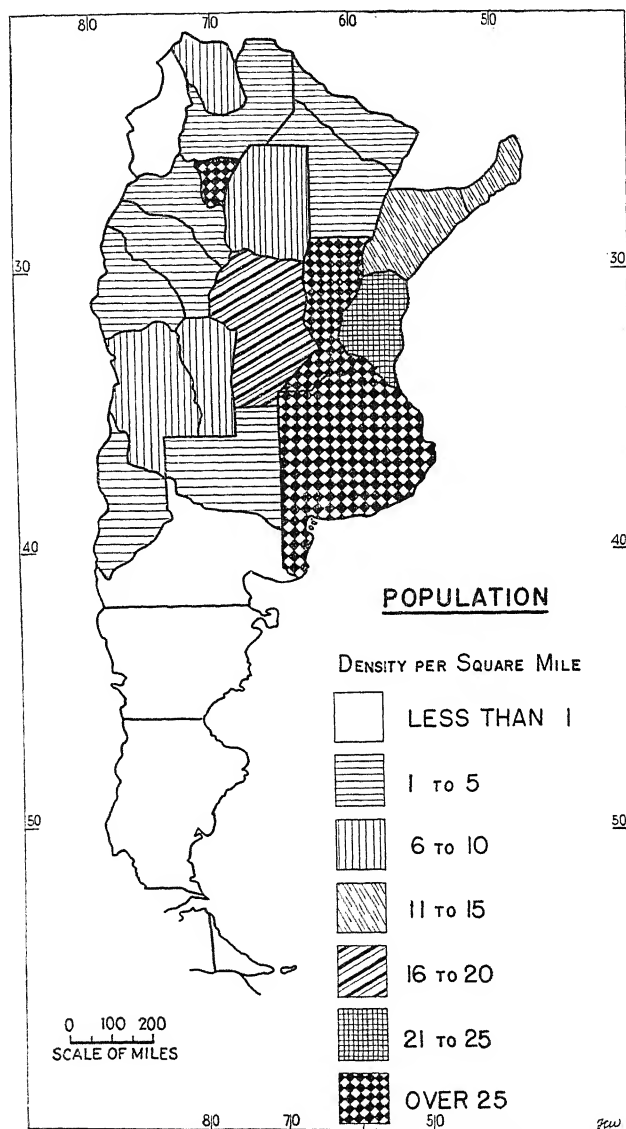 80 70 60 50
30 30
40 40
POPULATION
DENSITY PER SQUARE MILE
LESS THAN 1
1 TO 5
50 50
6 TO 10
11 TO 15
16 TO 20
0 100 200
SCALE OF MILES
21 TO 25
OVER 25
80 70 50
JCW